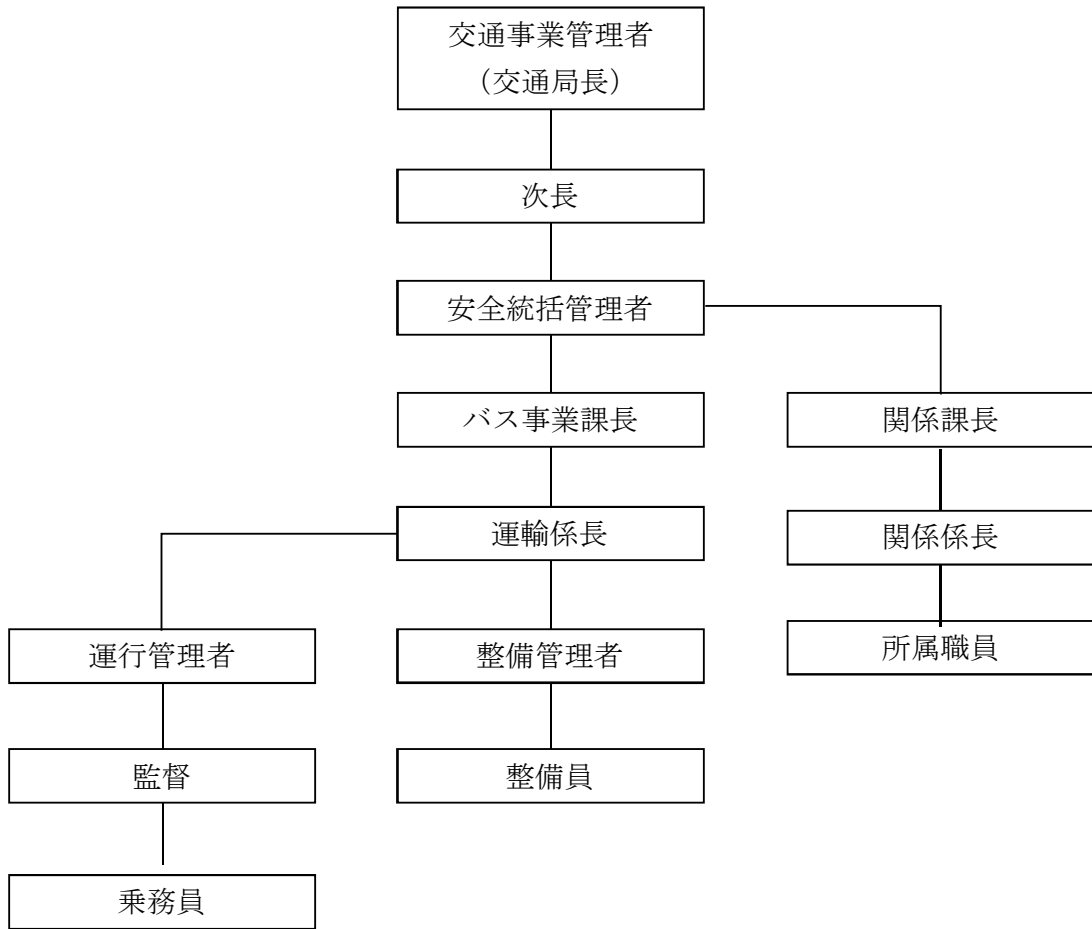 交通事業管理者
（交通局長）
次長
安全統括管理者
バス事業課長
関係課長
運輸係長
関係係長
運行管理者
整備管理者
所属職員
監督
整備員
乗務員